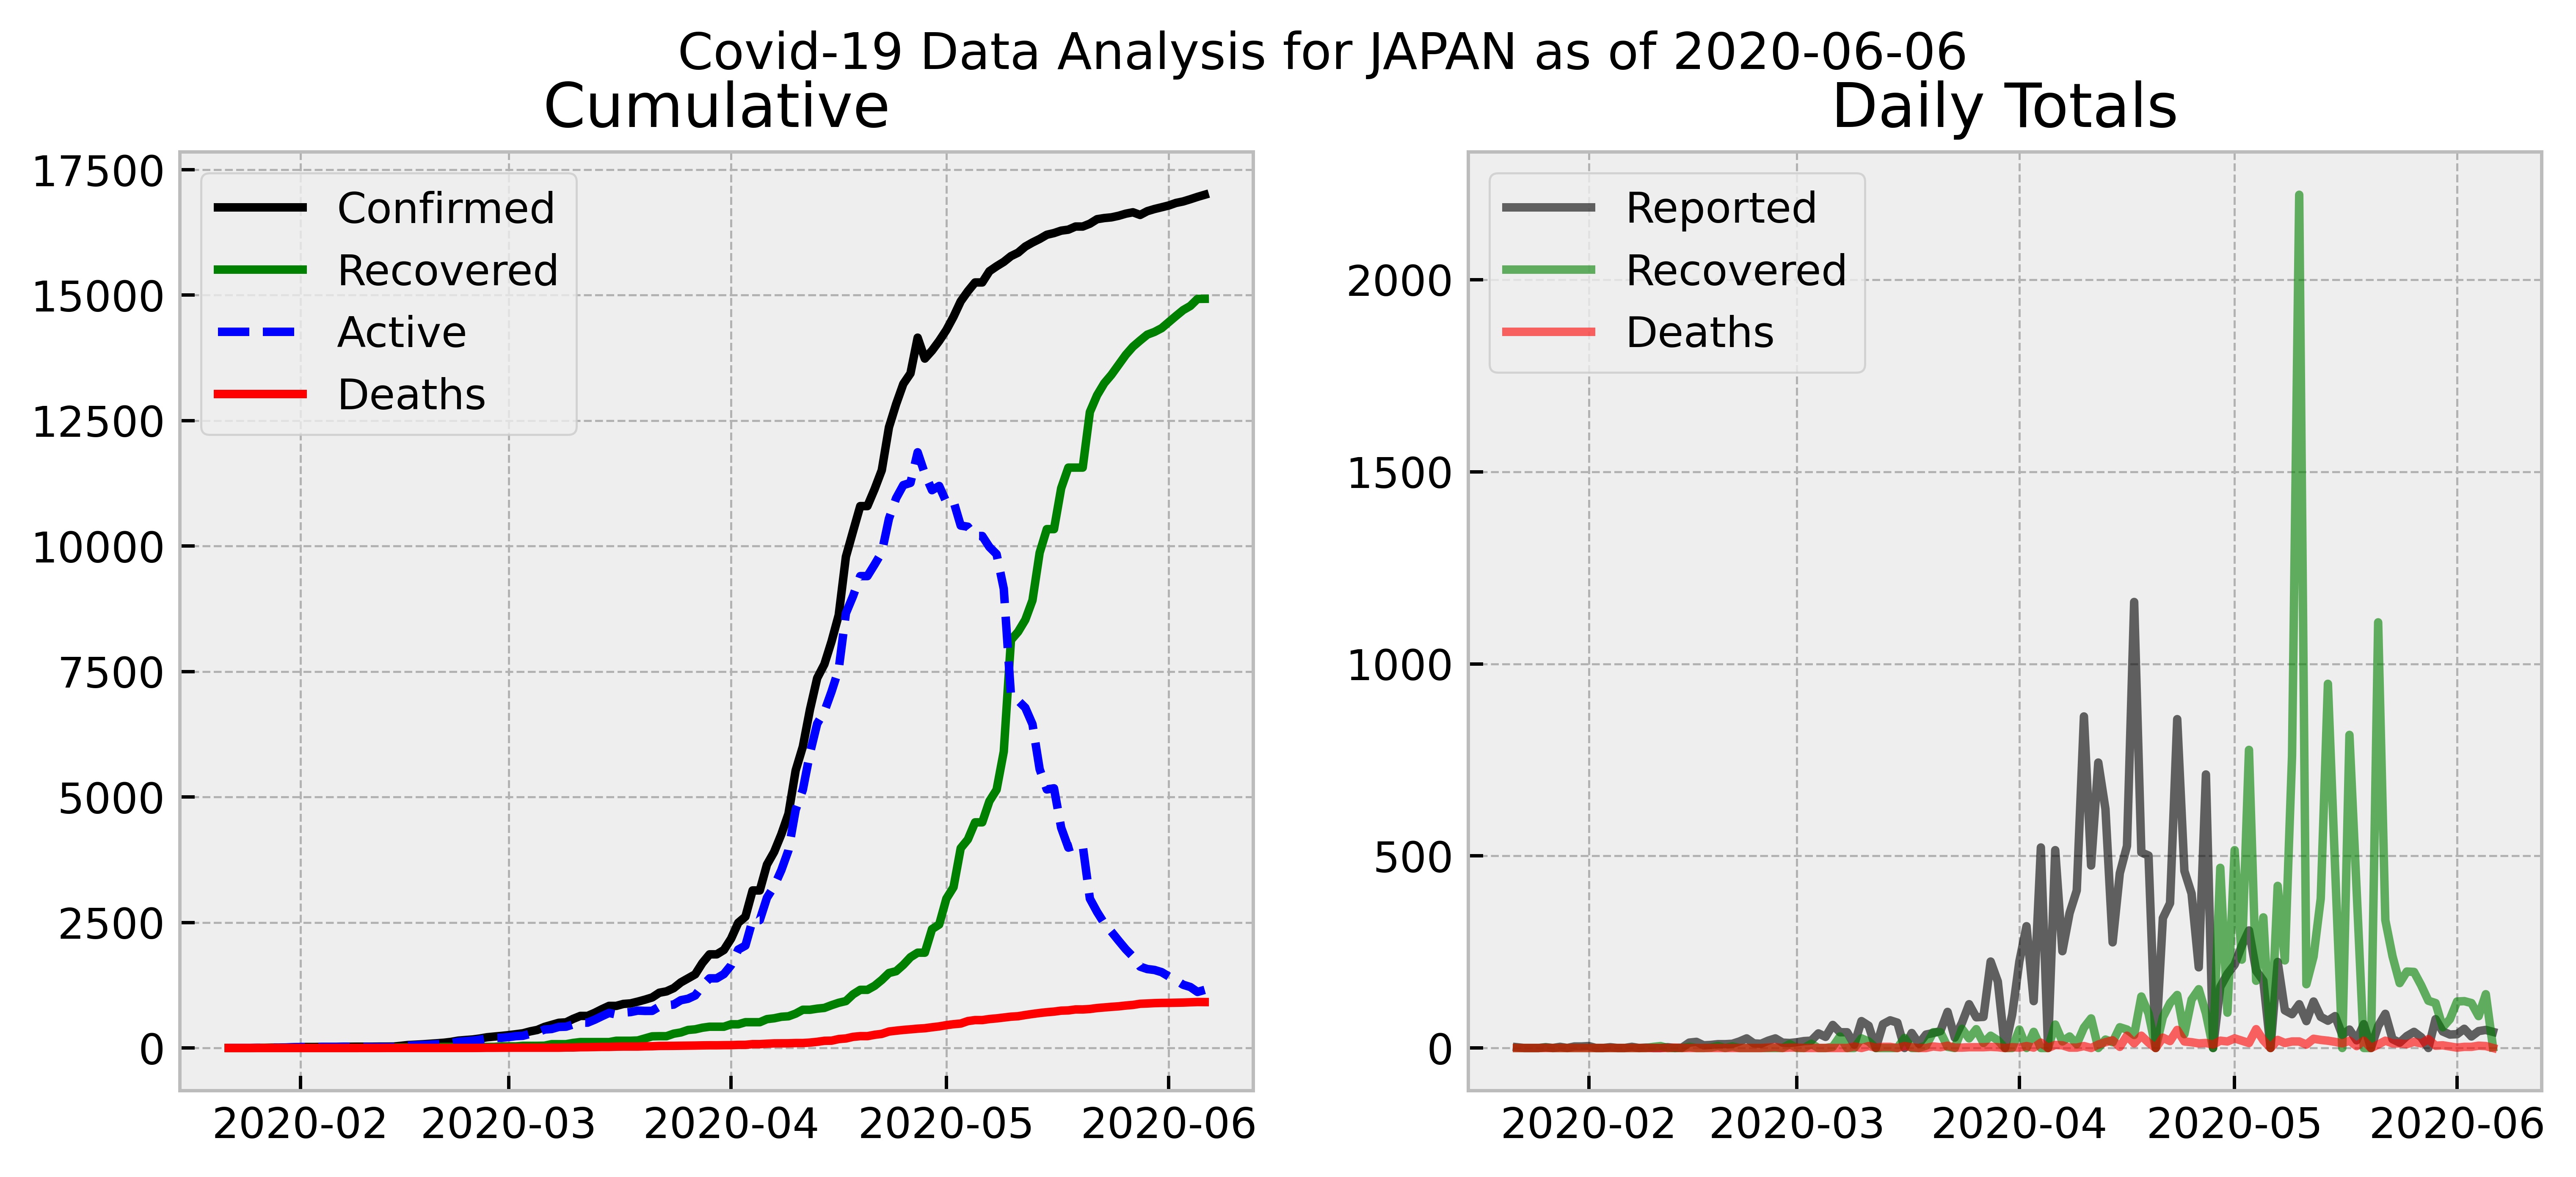 Covid-19 Data Analysis for JAPAN as of 2020-06-06
Cumulative
17500
15000
12500
10000
7500
5000
2500
0
Confirmed
Recovered
Active
Deaths
2020-02
2020-03
2020-04
2020-05
2020-06
Daily Totals
2000
1500
1000
500
0
Reported
Recovered
Deaths
2020-02
2020-03
2020-04
2020-05
2020-06